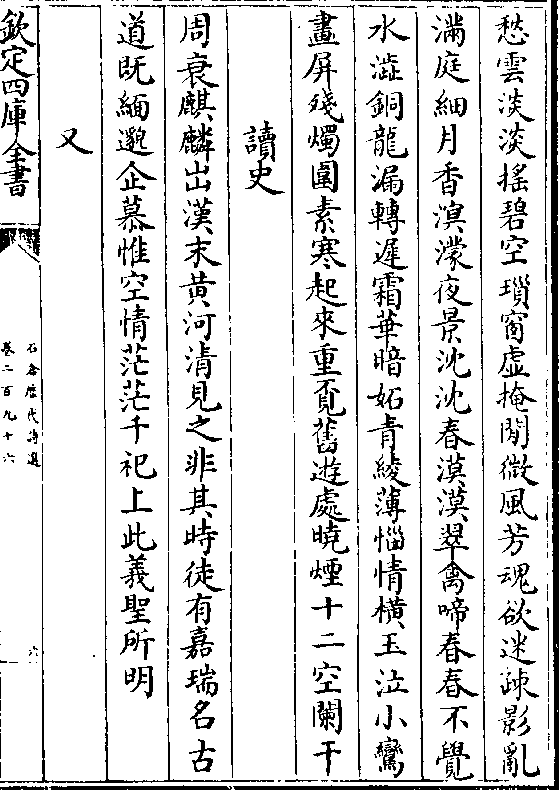 愁雲淡淡搖碧空瑣窗虛掩閒微風芳魂欲迷疎影亂
滿庭細月香溟濛夜景沈沈春漠漠翠禽啼春春不覺
水澁銅龍漏轉遲霜華暗妬青綾薄惱情橫玉泣小鸞
畫屏殘燭圍素寒起來重覔舊遊處曉煙十二空闌干
讀史
周衰麒麟出漢末黄河清見之非其時徒有嘉瑞名古
道既緬邈企慕惟空情茫茫千祀上此義聖所明
又
欽定四庫全書
石倉歷代詩選
卷二百九十六
六